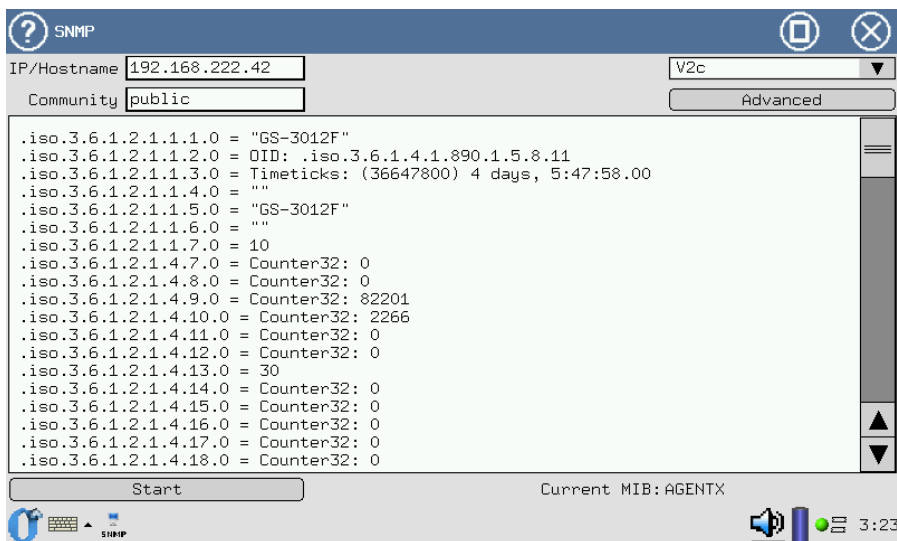 SNMP
IP/Hostname 192.168.222.42 V2c
Community public Advanced
.iso.3.6.1.2.1.1.1.0 = "GS-3012F"
.iso.3.6.1.2.1.1.2.0 = OID: .iso.3.6.1.4.1.890.1.5.8.11
.iso.3.6.1.2.1.1.3.0 = Timeticks: (36647800) 4 days, 5:47:58.00
.iso.3.6.1.2.1.1.4.0 = ""
.iso.3.6.1.2.1.1.5.0 = "GS-3012F"
.iso.3.6.1.2.1.1.6.0 = ""
.iso.3.6.1.2.1.1.7.0 = 10
.iso.3.6.1.2.1.4.7.0 = Counter32: 0
.iso.3.6.1.2.1.4.8.0 = Counter32: 0
.iso.3.6.1.2.1.4.9.0 = Counter32: 82201
.iso.3.6.1.2.1.4.10.0 = Counter32: 2266
.iso.3.6.1.2.1.4.11.0 = Counter32: 0
.iso.3.6.1.2.1.4.12.0 = Counter32: 0
.iso.3.6.1.2.1.4.13.0 = 30
.iso.3.6.1.2.1.4.14.0 = Counter32: 0
.iso.3.6.1.2.1.4.15.0 = Counter32: 0
.iso.3.6.1.2.1.4.16.0 = Counter32: 0
.iso.3.6.1.2.1.4.17.0 = Counter32: 0
.iso.3.6.1.2.1.4.18.0 = Counter32: 0
Start Current MIB: AGENTX
SNMP 3:23